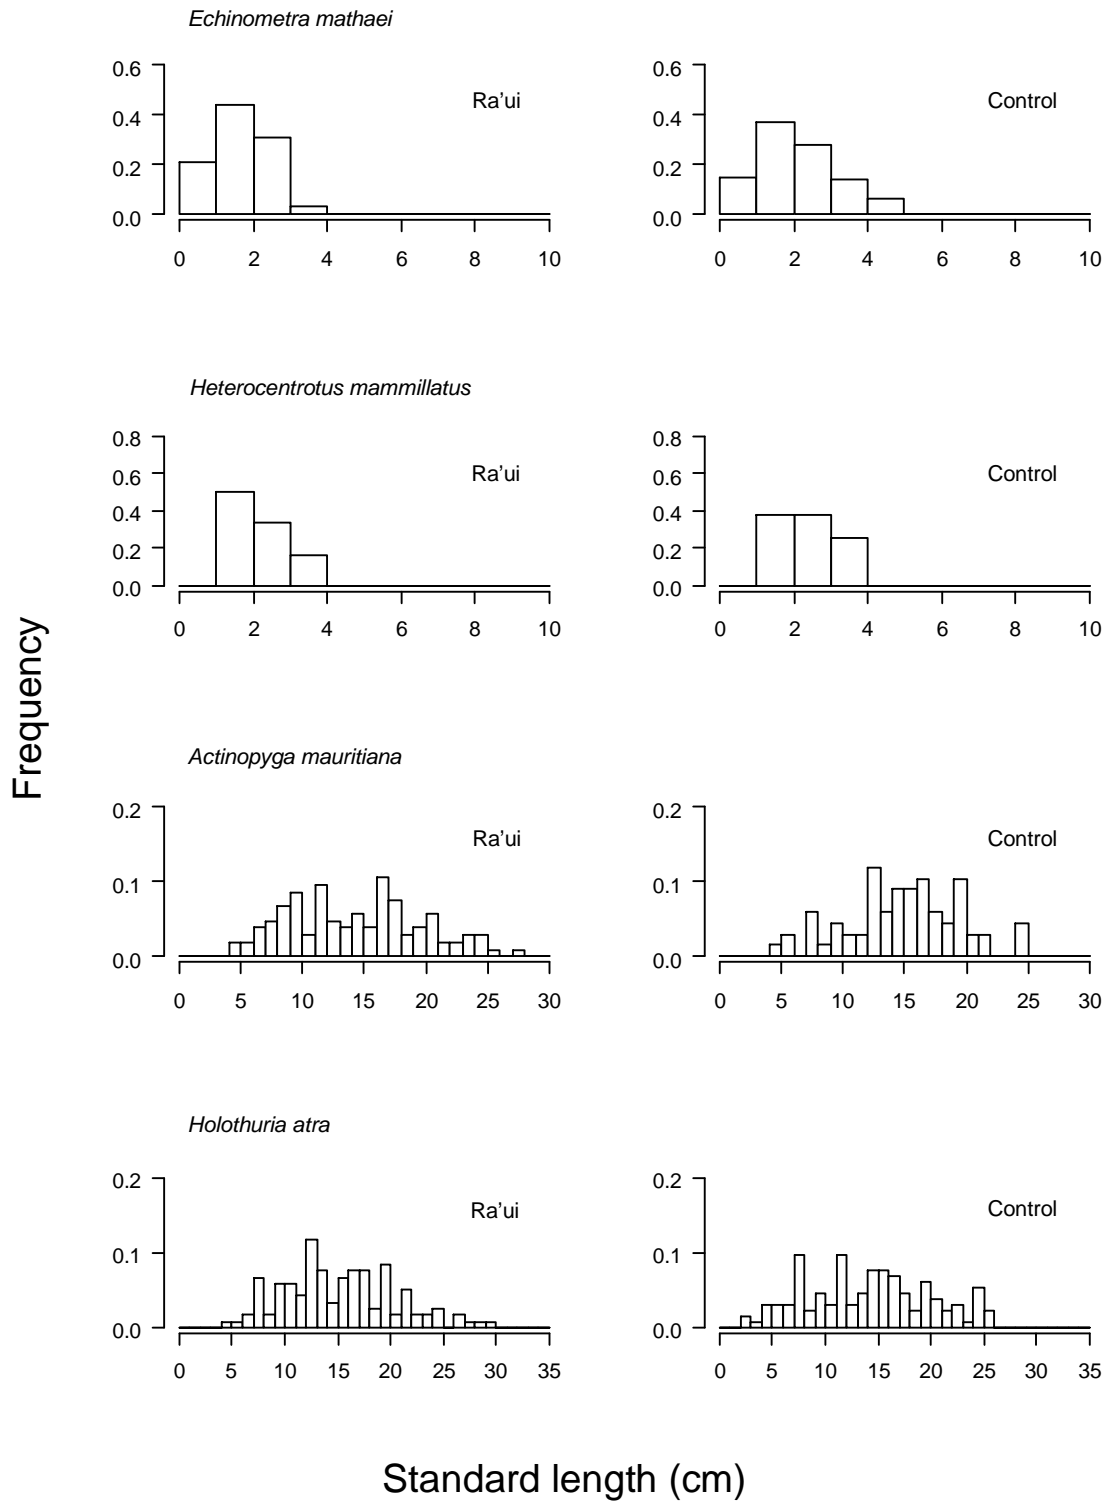 Echinometra mathaei
0.6 0.6
Ra'ui Control
0.4 0.4
0.2 0.2
0.0 0.0
0 2 4 6 8 10 0 2 4 6 8 10
Heterocentrotus mammillatus
0.8 0.8
0.6 Ra'ui 0.6 Control
0.4 0.4
0.2 0.2
0.0 0.0
0 2 4 6 8 10 0 2 4 6 8 10
Frequency
Actinopyga mauritiana
0.2 0.2
Ra'ui Control
0.1 0.1
0.0 0.0
0 5 10 15 20 25 30 0 5 10 15 20 25 30
Holothuria atra
0.2 0.2
Ra'ui Control
0.1 0.1
0.0 0.0
0 5 10 15 20 25 30 35 0 5 10 15 20 25 30 35
Standard length (cm)